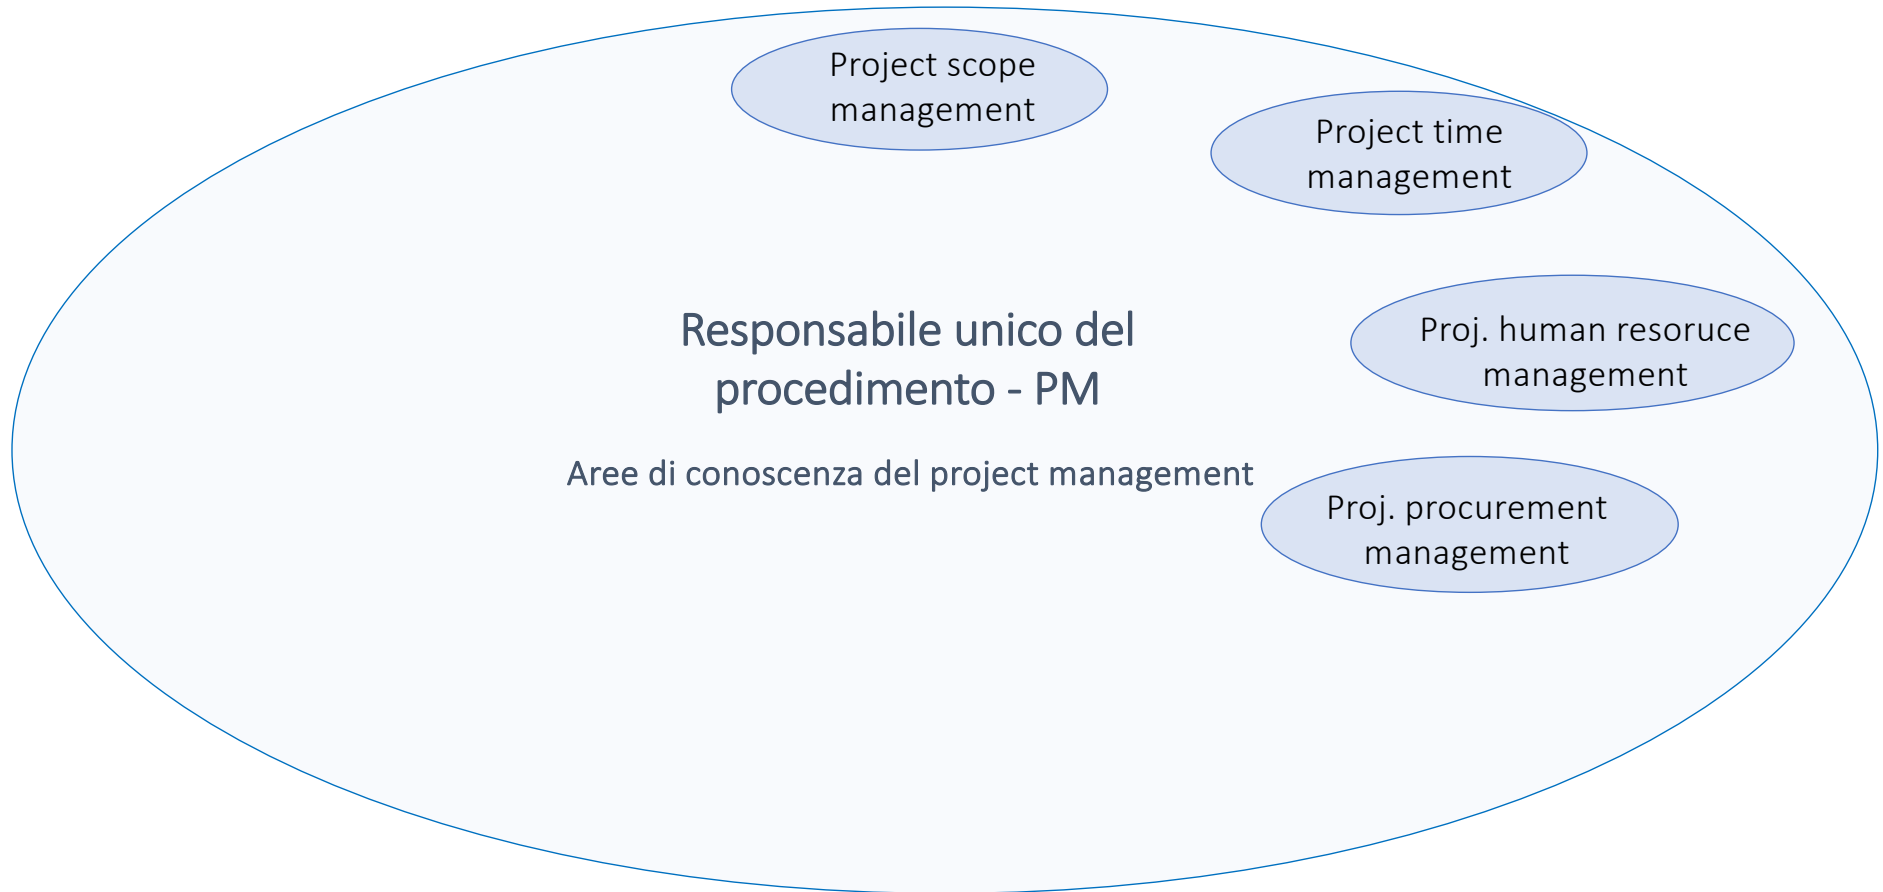 Project scope
management
Project time
management
Responsabile unico del
procedimento - PM
Proj. human resoruce
management
Aree di conoscenza del project management
Proj. procurement
management